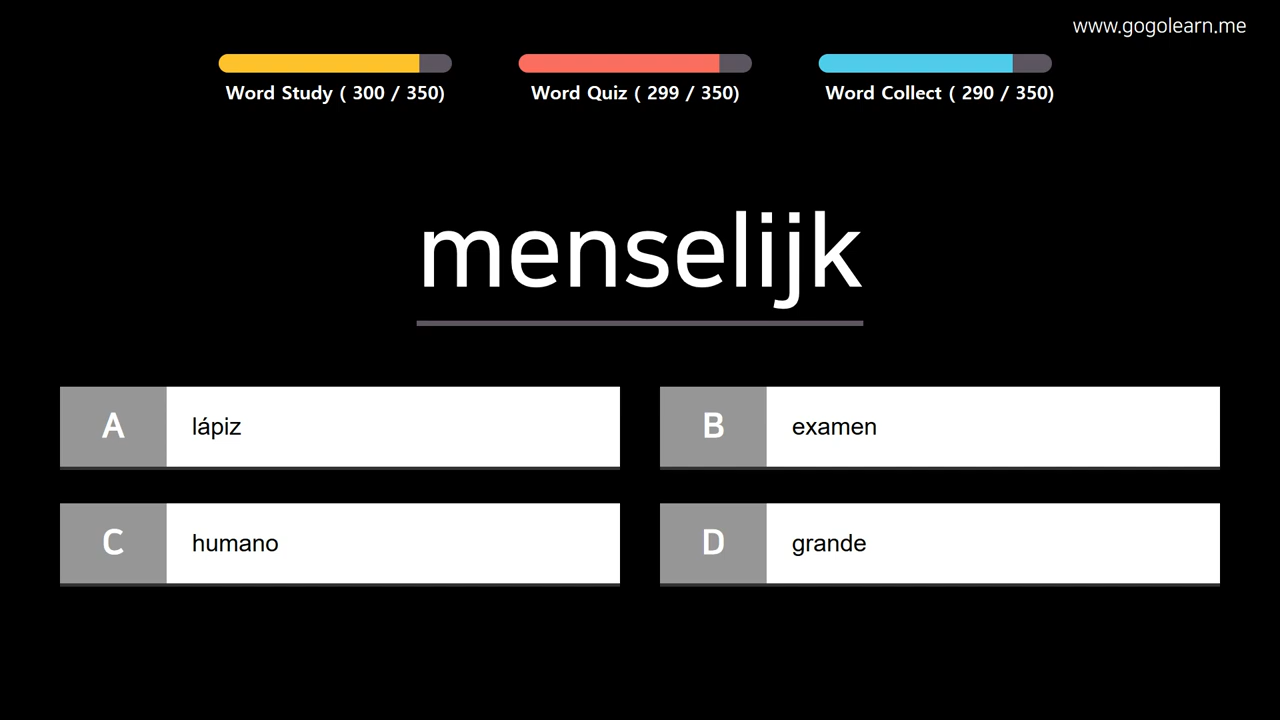 www.gogolearn.me
Word Study ( 300 / 350)
Word Quiz ( 299 / 350)
Word Collect ( 290 / 350)
menselijk
A lápiz
B examen
C humano
D grande